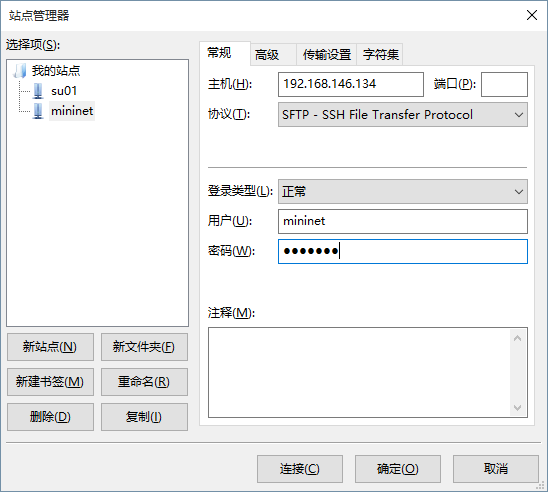 站点管理器
选择项(S):
我的站点
su01
mininet
新站点(N) 新文件夹(F)
新建书签(M) 重命名(R)
删除(D) 复制(I)
常规 高级 传输设置 字符集
主机(H): 192.168.146.134 端口(P):
协议(T): SFTP - SSH File Transfer Protocol
登录类型(L): 正常
用户(U): mininet
密码(W): ●●●●●●●
注释(M):
连接(C) 确定(O) 取消